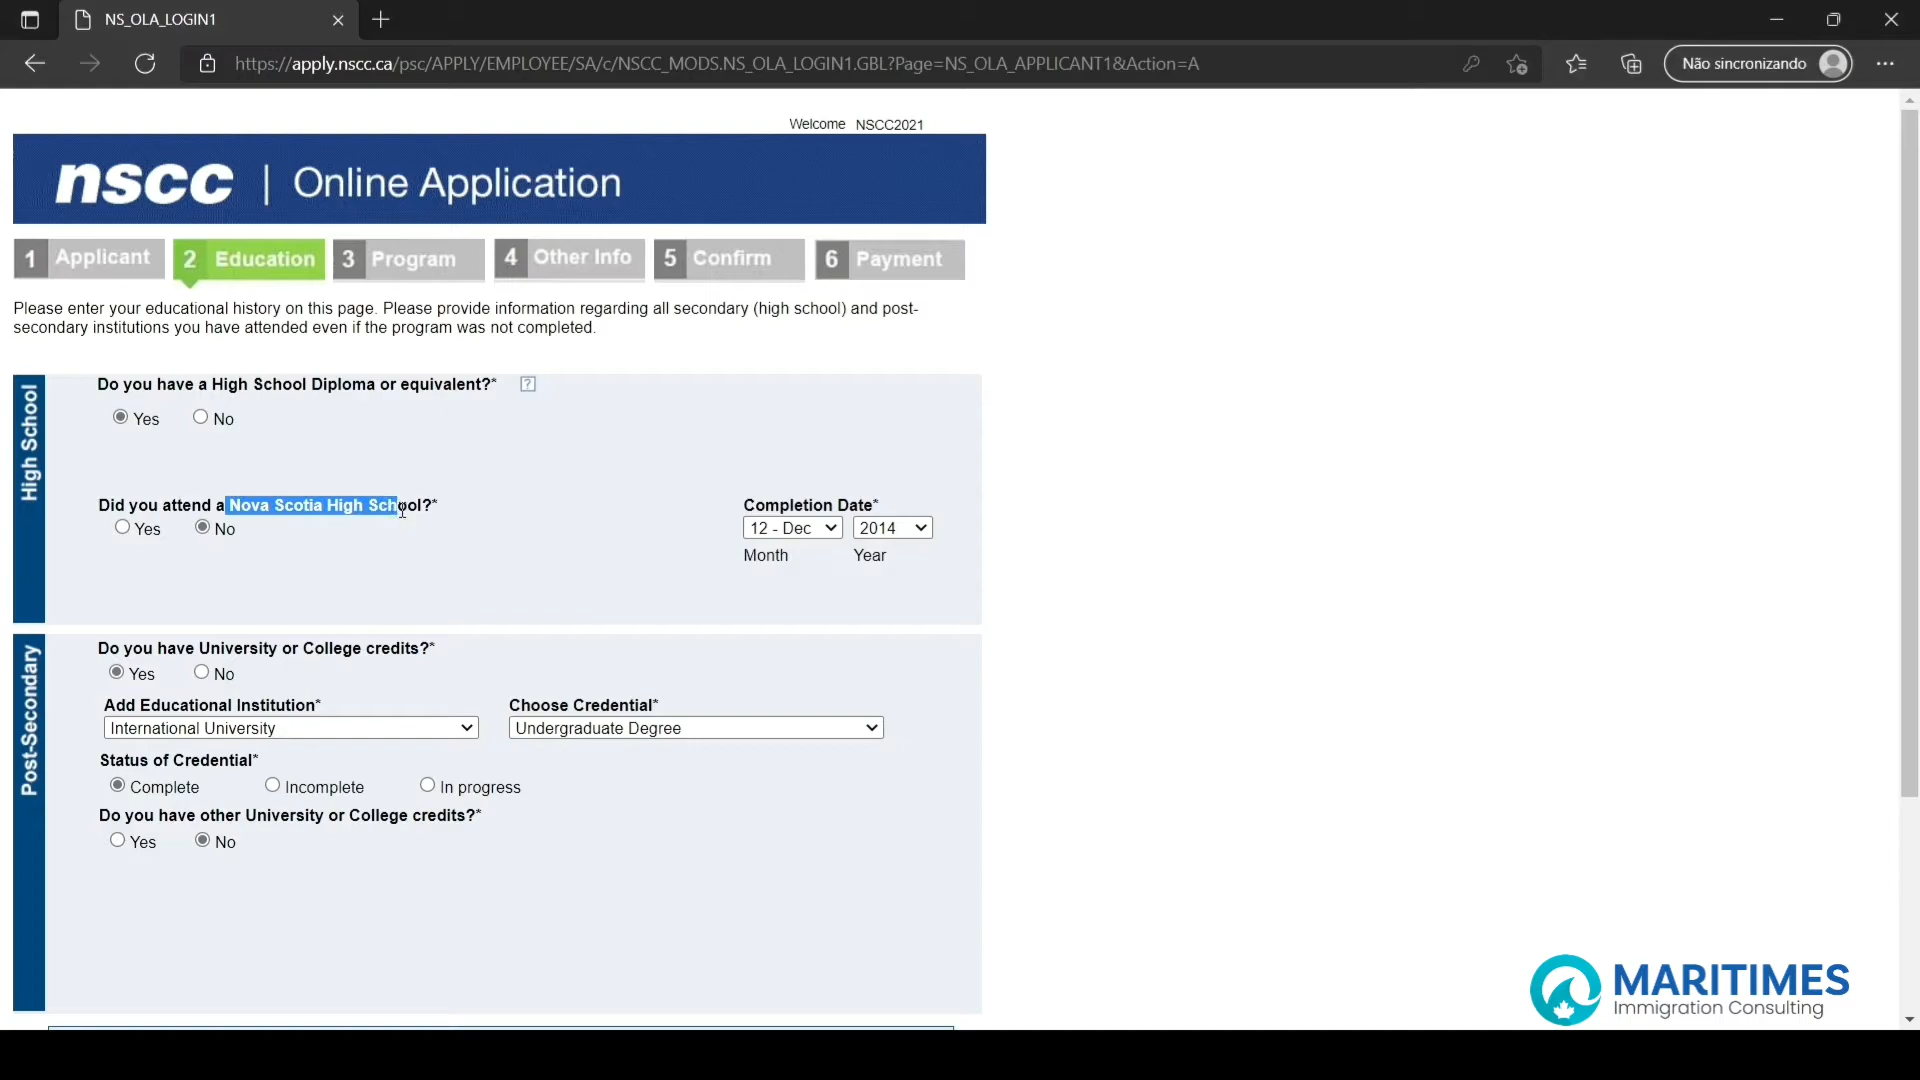 NS_OLA_LOGIN1
https://apply.nscc.ca/psc/APPLY/EMPLOYEE/SA/c/NSCC_MODS.NS_OLA_LOGIN1.GBL?Page=NS_OLA_APPLICANT1&Action=A
Não sincronizando
Welcome NSCC2021
nscc | Online Application
1 Applicant 2 Education 3 Program 4 Other Info 5 Confirm 6 Payment
Please enter your educational history on this page. Please provide information regarding all secondary (high school) and post-
secondary institutions you have attended even if the program was not completed.
High School
Do you have a High School Diploma or equivalent?* ?
Yes No
Did you attend a Nova Scotia High School?* Completion Date*
Yes No 12 - Dec 2014
Month Year
Post-Secondary
Do you have University or College credits?*
Yes No
Add Educational Institution* Choose Credential*
International University Undergraduate Degree
Status of Credential*
Complete Incomplete In progress
Do you have other University or College credits?*
Yes No
MARITIMES
Immigration Consulting